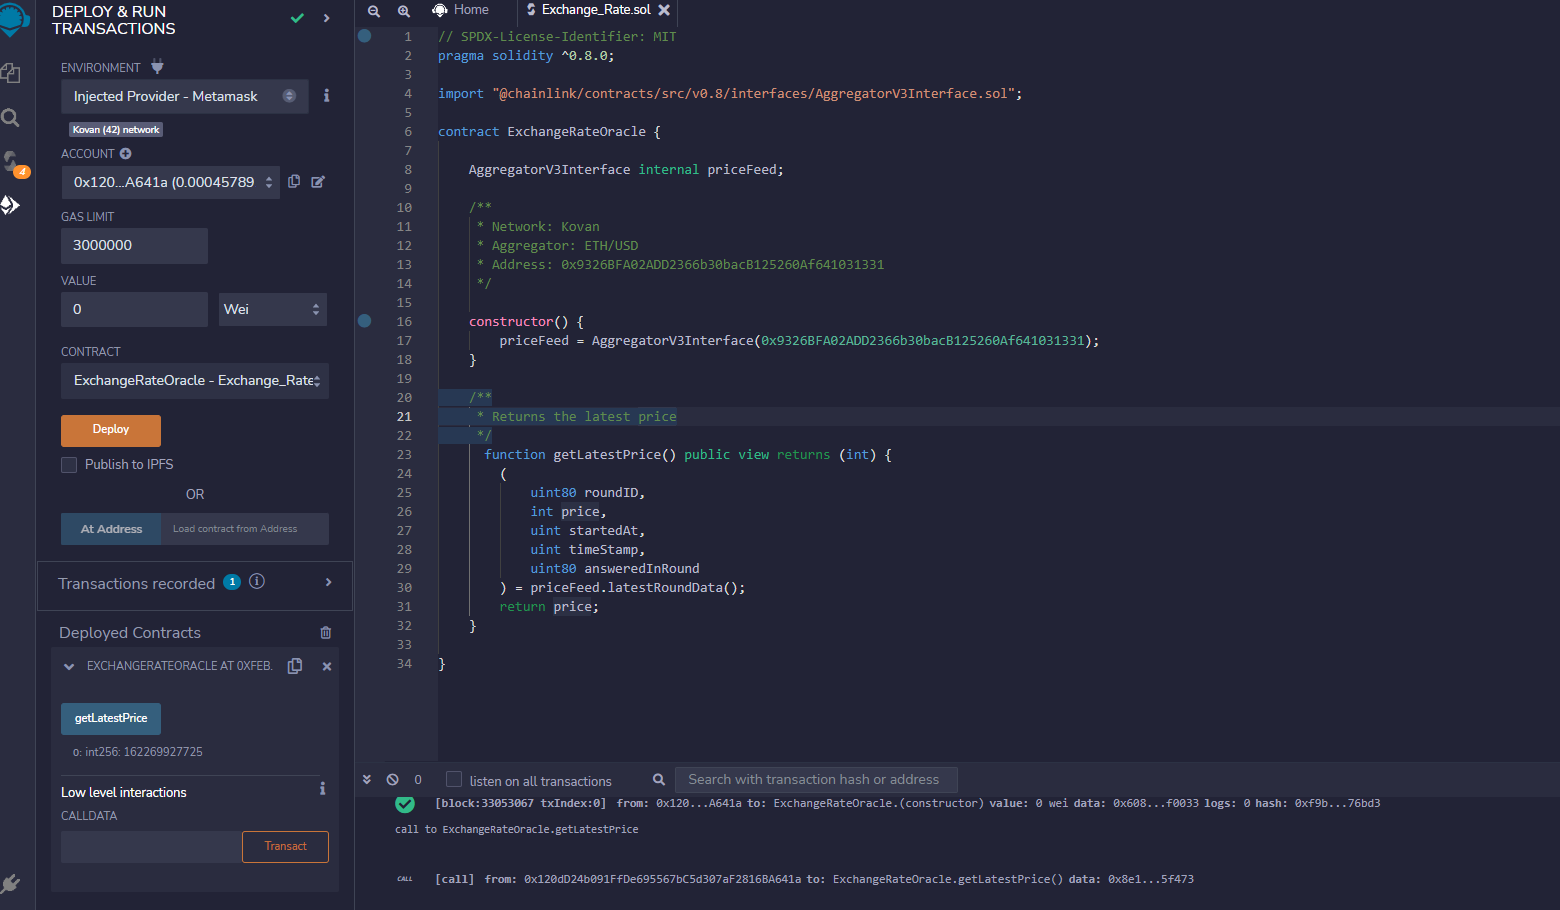 DEPLOY & RUN
TRANSACTIONS
ENVIRONMENT
Injected Provider - Metamask
Kovan (42) network
ACCOUNT
0x120...A641a (0.00045789
GAS LIMIT
3000000
VALUE
0
Wei
CONTRACT
ExchangeRateOracle - Exchange_Rate
Deploy
Publish to IPFS
OR
At Address
Load contract from Address
Transactions recorded 1
Deployed Contracts
EXCHANGERATEORACLE AT 0XFEB.
getLatestPrice
0: int256: 162269927725
Low level interactions
CALLDATA
Transact
4
Home
Exchange_Rate.sol
1 // SPDX-License-Identifier: MIT
2 pragma solidity ^0.8.0;
3
4 import "@chainlink/contracts/src/v0.8/interfaces/AggregatorV3Interface.sol";
5
6 contract ExchangeRateOracle {
7
8 AggregatorV3Interface internal priceFeed;
9
10 /**
11 * Network: Kovan
12 * Aggregator: ETH/USD
13 * Address: 0x9326BFA02ADD2366b30bacB125260Af641031331
14 */
15
16 constructor() {
17 priceFeed = AggregatorV3Interface(0x9326BFA02ADD2366b30bacB125260Af641031331);
18 }
19
20 /**
21 * Returns the latest price
22 */
23 function getLatestPrice() public view returns (int) {
24 (
25 uint80 roundID,
26 int price,
27 uint startedAt,
28 uint timeStamp,
29 uint80 answeredInRound
30 ) = priceFeed.latestRoundData();
31 return price;
32 }
33
34 }
0
listen on all transactions
Search with transaction hash or address
[block:33053067 txIndex:0] from: 0x120...A641a to: ExchangeRateOracle.(constructor) value: 0 wei data: 0x608...f0033 logs: 0 hash: 0xf9b...76bd3
call to ExchangeRateOracle.getLatestPrice
CALL [call] from: 0x120dD24b091FfDe695567bC5d307aF2816BA641a to: ExchangeRateOracle.getLatestPrice() data: 0x8e1...5f473